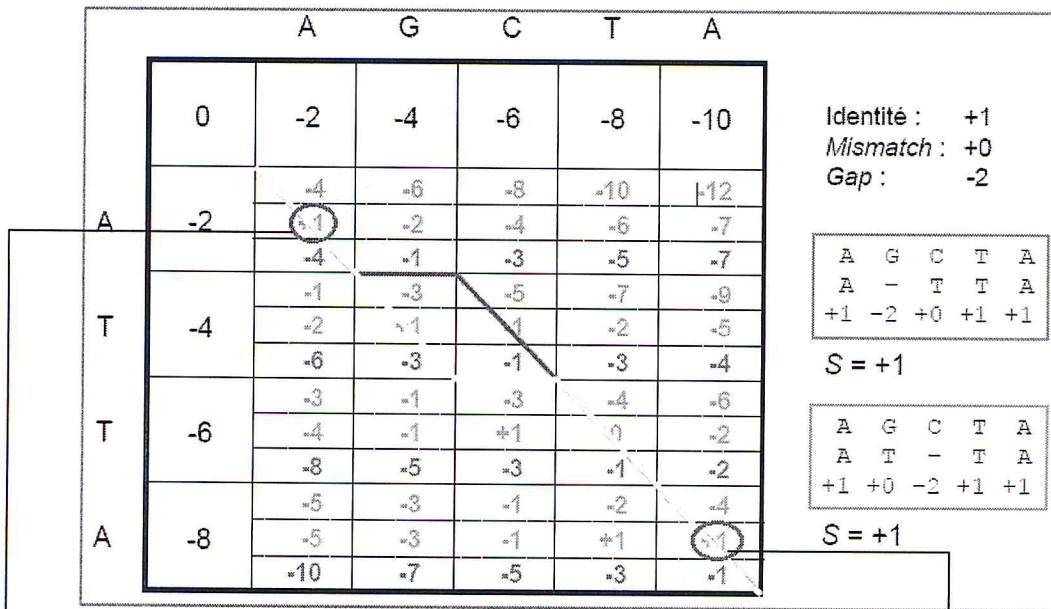 A G C T A
0 -2 -4 -6 -8 -10
-4 -6 -8 -10 -12
A -2 +1 -2 -4 -6 -7
-4 -1 -3 -5 -7
-1 -3 -5 -7 -9
T -4 -2 +1 -1 -2 -5
-6 -3 -1 -3 -4
-3 -1 -3 -4 -6
T -6 -4 -1 +1 0 -2
-8 -5 -3 -1 -2
-5 -3 -1 -2 -4
A -8 -5 -3 -1 +1 +1
-10 -7 -5 -3 -1
Identité : +1
Mismatch : +0
Gap : -2
A G C T A
A – T T A
+1 -2 +0 +1 +1
S = +1
A G C T A
A T – T A
+1 +0 -2 +1 +1
S = +1